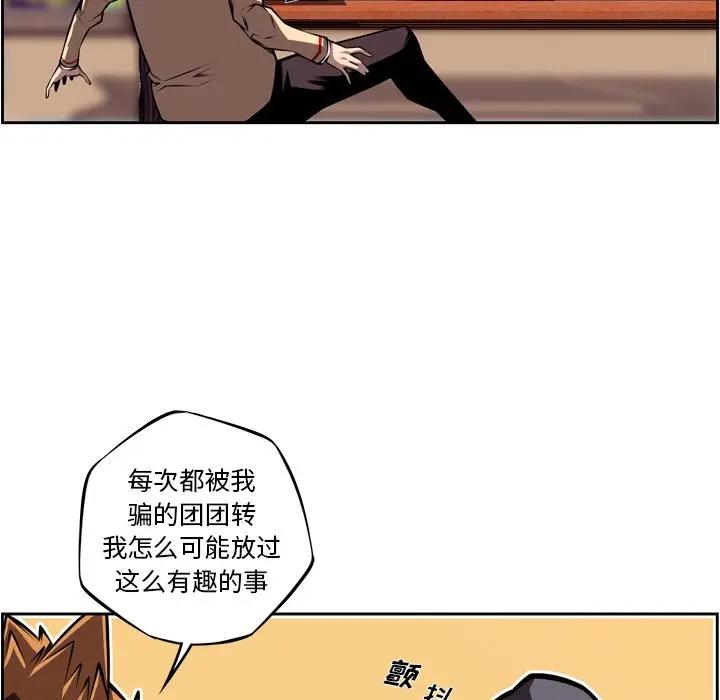 每次都被我
骗的团团转
我怎么可能放过
这么有趣的事
颤
抖